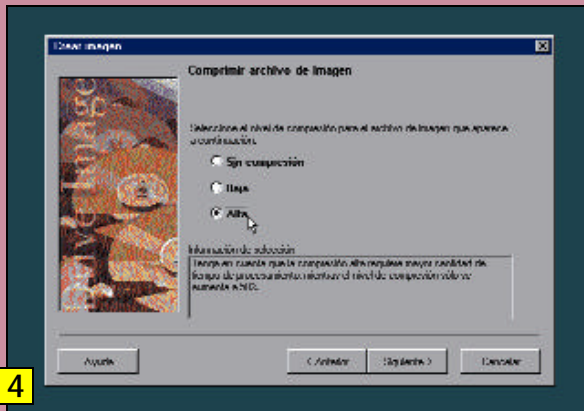 Crear imagen
Comprimir archivo de Imagen
Drive Image
Seleccione el nivel de compresión para el archivo de imagen que aparece
a continuación.
Sin compresión
Baja
Alta
Información de selección
Tenga en cuenta que la compresión alta requiere mayor cantidad de
tiempo de procesamiento, mientras el nivel de compresión sólo se
aumenta a
Ayuda
< Anterior
Siguiente >
Cancelar
4